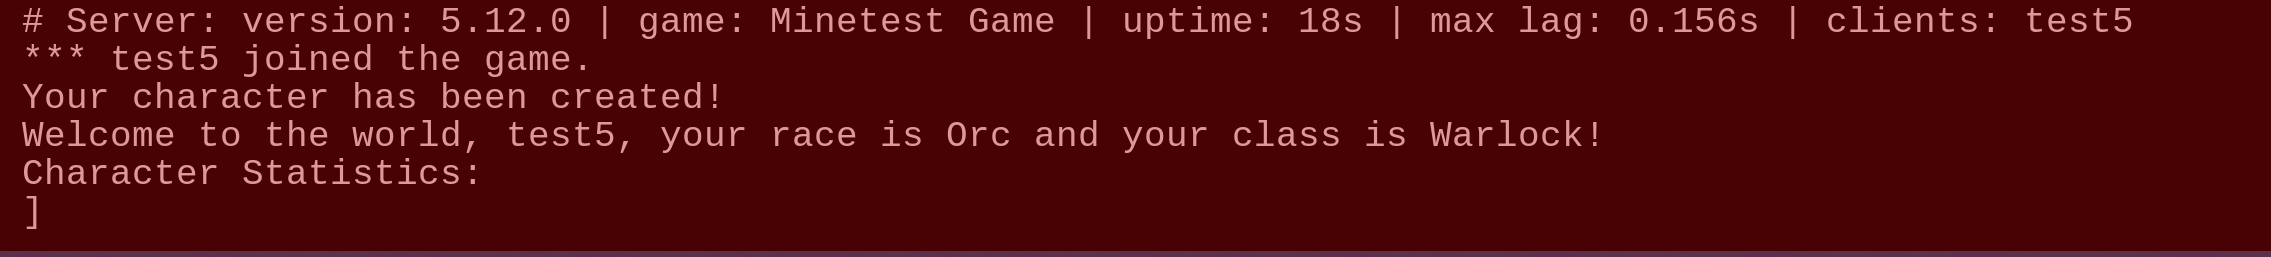 # Server: version: 5.12.0 | game: Minetest Game | uptime: 18s | max lag: 0.156s | clients: test5
*** test5 joined the game.
Your character has been created!
Welcome to the world, test5, your race is Orc and your class is Warlock!
Character Statistics:
]